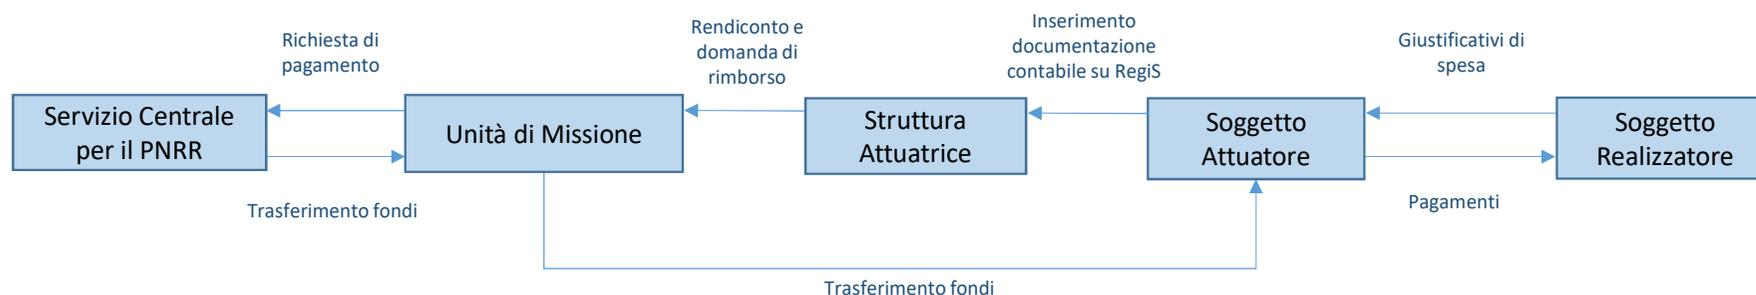 Richiesta di
pagamento
Rendiconto e
domanda di
rimborso
Inserimento
documentazione
contabile su RegiS
Giustificativi di
spesa
Servizio Centrale
per il PNRR
Unità di Missione
Struttura
Attuatrice
Soggetto
Attuatore
Soggetto
Realizzatore
Trasferimento fondi
Pagamenti
Trasferimento fondi